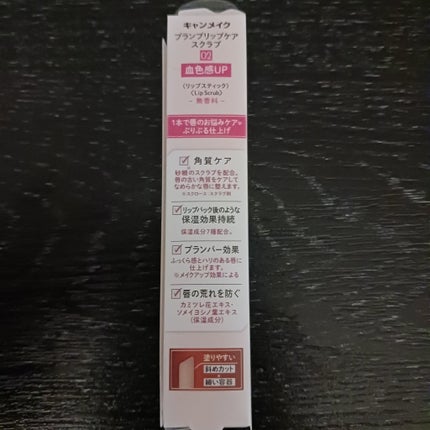 キャンメイク
プランプリップケア
スクラブ
02
血色感UP
(リップスティック)
(Lip Scrub)
- 無香料 -
1本で唇のお悩みケア♥
ぷりぷる仕上げ
角質ケア
砂糖*のスクラブを配合。
唇の古い角質をケアして
なめらかな唇に整えます。
※スクロース:スクラブ剤
リップパック後のような
保湿効果持続
保湿成分7種配合。
プランパー効果
ふっくら感とハリのある唇に
仕上げます。
※メイクアップ効果による
唇の荒れを防ぐ
カミツレ花エキス・
ソメイヨシノ葉エキス
(保湿成分)
塗りやすい
斜めカット
×
細い容器